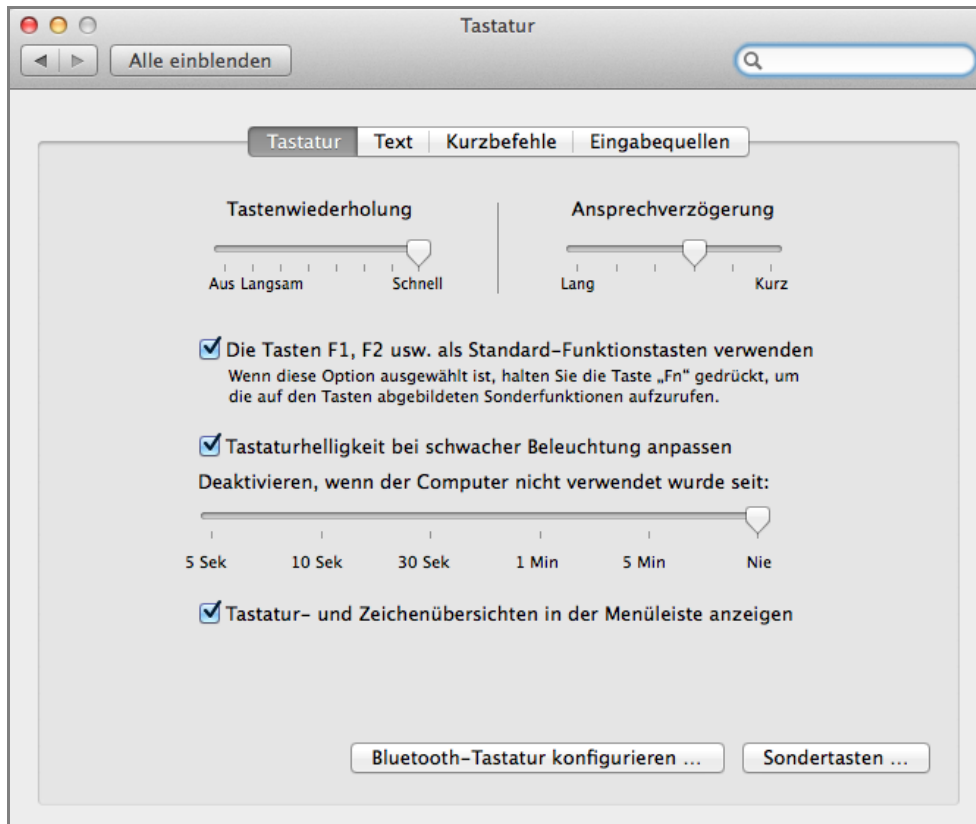 Tastatur
Alle einblenden
Tastatur Text Kurzbefehle Eingabequellen
Tastenwiederholung Ansprechverzögerung
Aus Langsam Schnell Lang Kurz
Die Tasten F1, F2 usw. als Standard-Funktionstasten verwenden
Wenn diese Option ausgewählt ist, halten Sie die Taste „Fn“ gedrückt, um
die auf den Tasten abgebildeten Sonderfunktionen aufzurufen.
Tastaturhelligkeit bei schwacher Beleuchtung anpassen
Deaktivieren, wenn der Computer nicht verwendet wurde seit:
5 Sek 10 Sek 30 Sek 1 Min 5 Min Nie
Tastatur- und Zeichenübersichten in der Menüleiste anzeigen
Bluetooth-Tastatur konfigurieren ... Sondertasten ...